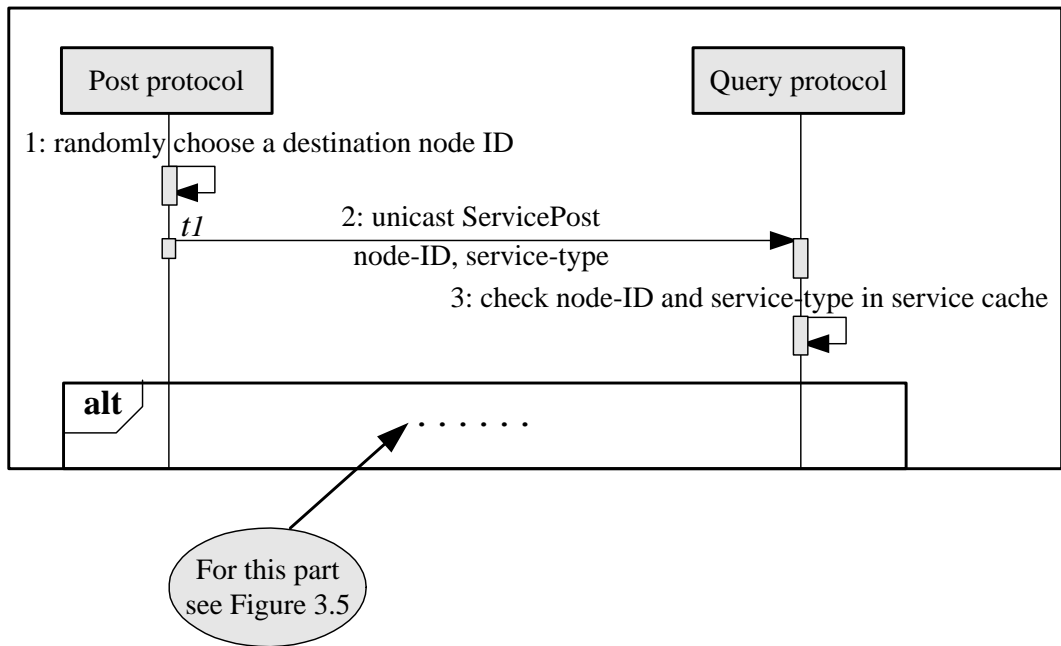 Post protocol
Query protocol
1: randomly choose a destination node ID
t1
2: unicast ServicePost
node-ID, service-type
3: check node-ID and service-type in service cache
alt
. . . . . .
For this part
see Figure 3.5